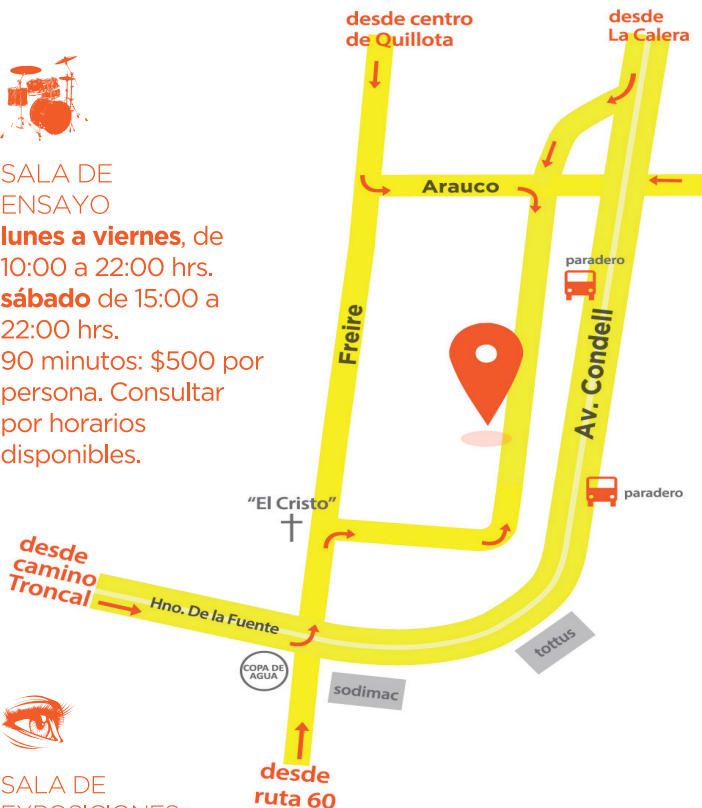 desde centro
de Quillota
desde
La Calera
SALA DE
ENSAYO
lunes a viernes, de
10:00 a 22:00 hrs.
sábado de 15:00 a
22:00 hrs.
90 minutos: $500 por
persona. Consultar
por horarios
disponibles.
Arauco
paradero
Freire
Av. Condell
paradero
"El Cristo"
desde
camino
Troncal
Hno. De la Fuente
COPA DE
AGUA
sodimac
tottus
desde
ruta 60
SALA DE
EXPOSICIONES